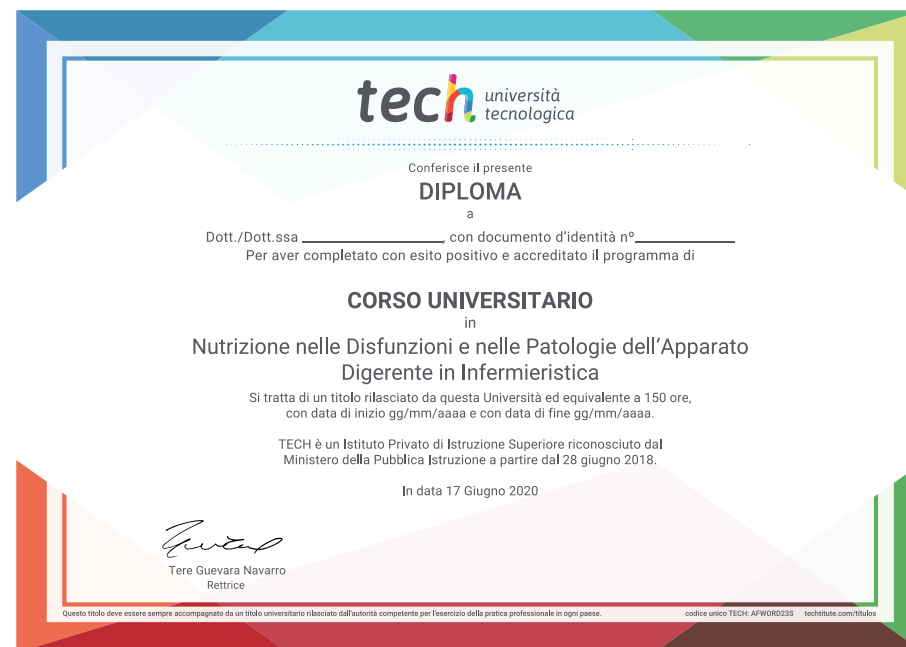 tech università
tecnologica
Conferisce il presente
DIPLOMA
a
Dott./Dott.ssa ____________________, con documento d'identità nº______________
Per aver completato con esito positivo e accreditato il programma di
CORSO UNIVERSITARIO
in
Nutrizione nelle Disfunzioni e nelle Patologie dell'Apparato
Digerente in Infermieristica
Si tratta di un titolo rilasciato da questa Università ed equivalente a 150 ore,
con data di inizio gg/mm/aaaa e con data di fine gg/mm/aaaa.
TECH è un Istituto Privato di Istruzione Superiore riconosciuto dal
Ministero della Pubblica Istruzione a partire dal 28 giugno 2018.
In data 17 Giugno 2020
Tere Guevara Navarro
Rettrice
Questo titolo deve essere sempre accompagnato da un titolo universitario rilasciato dall'autorità competente per l'esercizio della pratica professionale in ogni paese. codice unico TECH: AFWORD23S techtitute.com/títulos